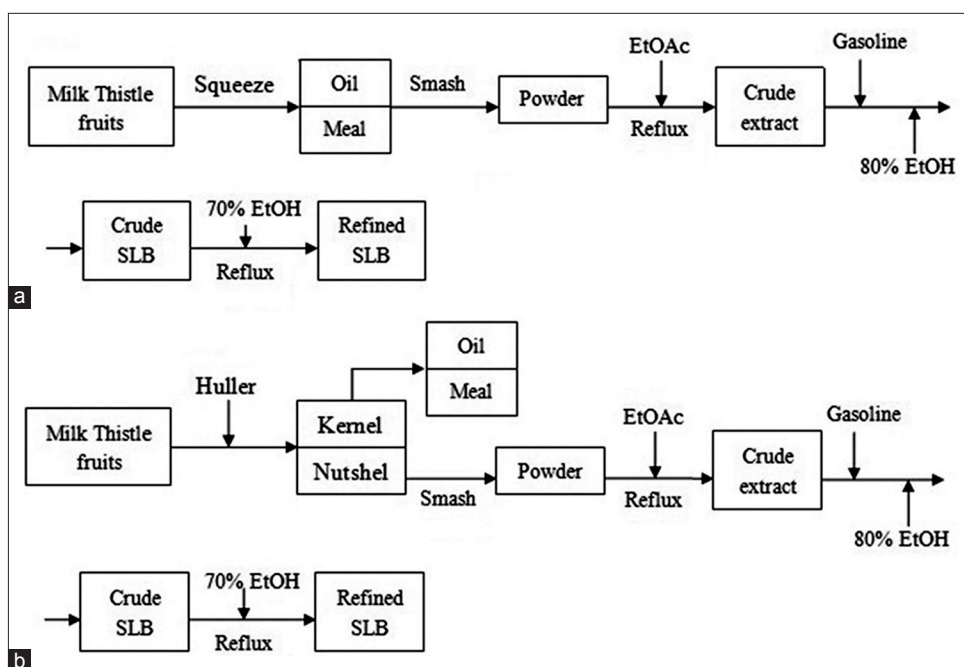 Milk Thistle
fruits
Squeeze
Oil
Meal
Smash
Powder
EtOAc
Reflux
Crude
extract
Gasoline
80% EtOH
Crude
SLB
70% EtOH
Reflux
Refined
SLB
a
Milk Thistle
fruits
Huller
Kernel
Nutshel
Oil
Meal
Smash
Powder
EtOAc
Reflux
Crude
extract
Gasoline
80% EtOH
Crude
SLB
70% EtOH
Reflux
Refined
SLB
b